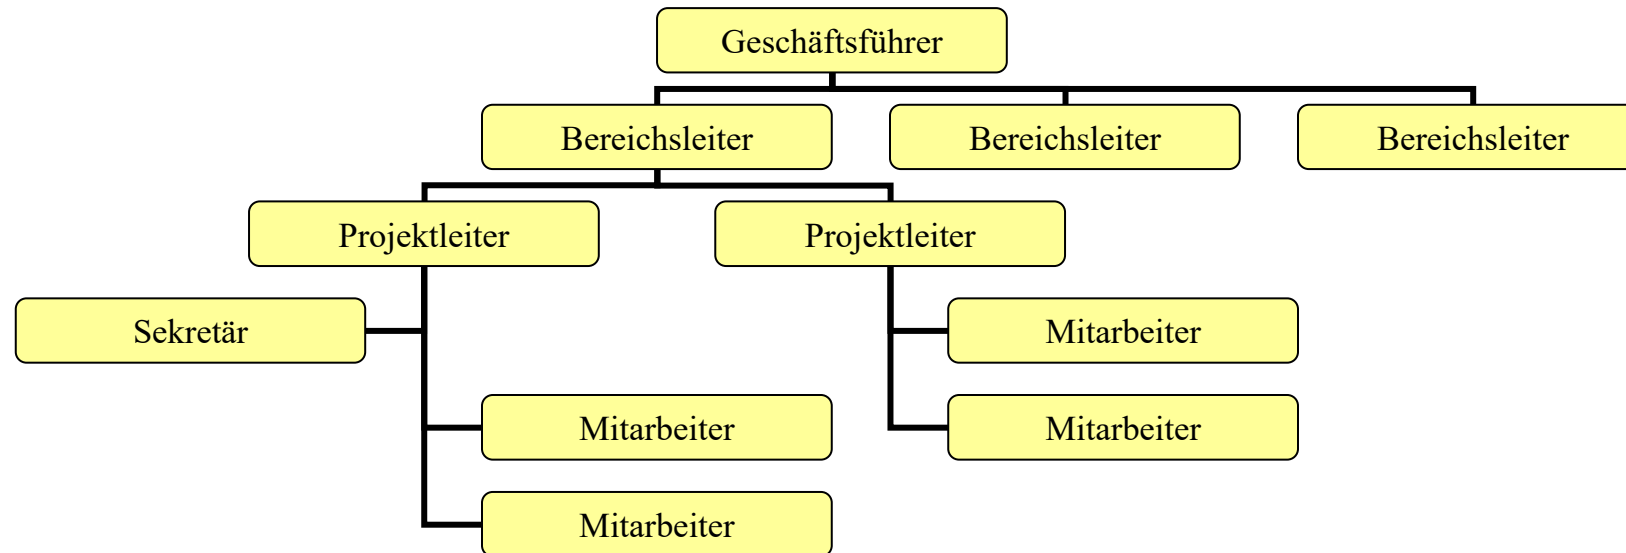 Geschäftsführer
Bereichsleiter
Bereichsleiter
Bereichsleiter
Projektleiter
Projektleiter
Sekretär
Mitarbeiter
Mitarbeiter
Mitarbeiter
Mitarbeiter